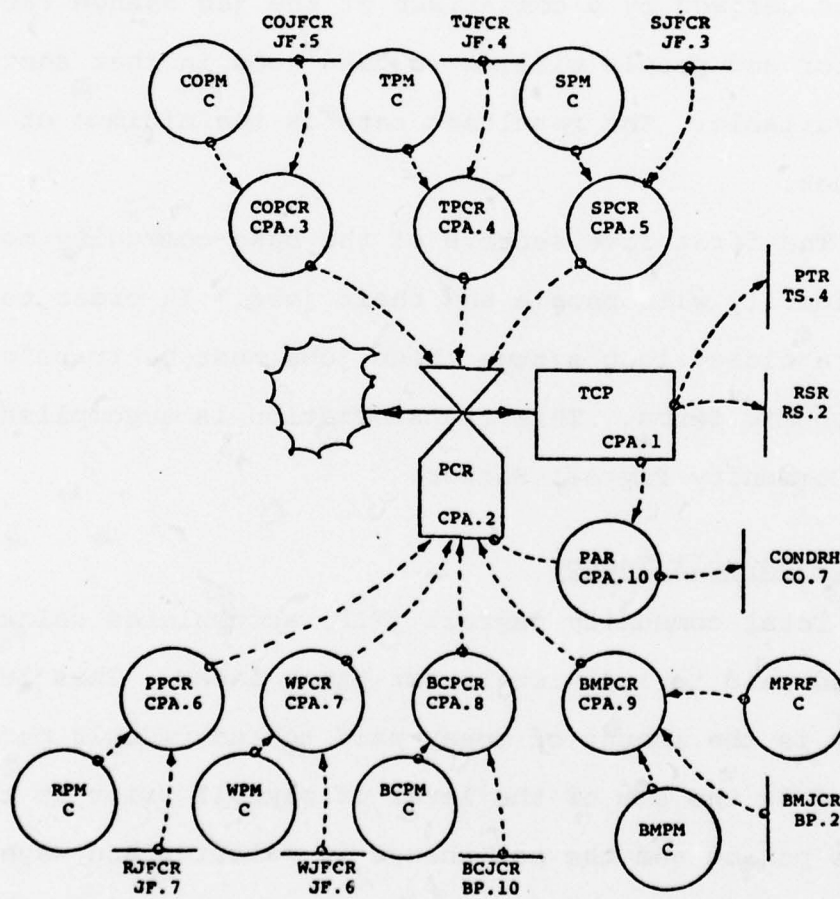 COJFCR
JF.5
TJFCR
JF.4
SJFCR
JF.3
COPM
C
TPM
C
SPM
C
COPCR
CPA.3
TPCR
CPA.4
SPCR
CPA.5
PTR
TS.4
TCP
CPA.1
RSR
RS.2
PCR
CPA.2
PAR
CPA.10
CONDRH
CO.7
PPCR
CPA.6
WPCR
CPA.7
BCPCR
CPA.8
BMPCR
CPA.9
MPRF
C
RPM
C
WPM
C
BCPM
C
BMPM
C
BMJCR
BP.2
RJFCR
JF.7
WJFCR
JF.6
BCJCR
BP.10